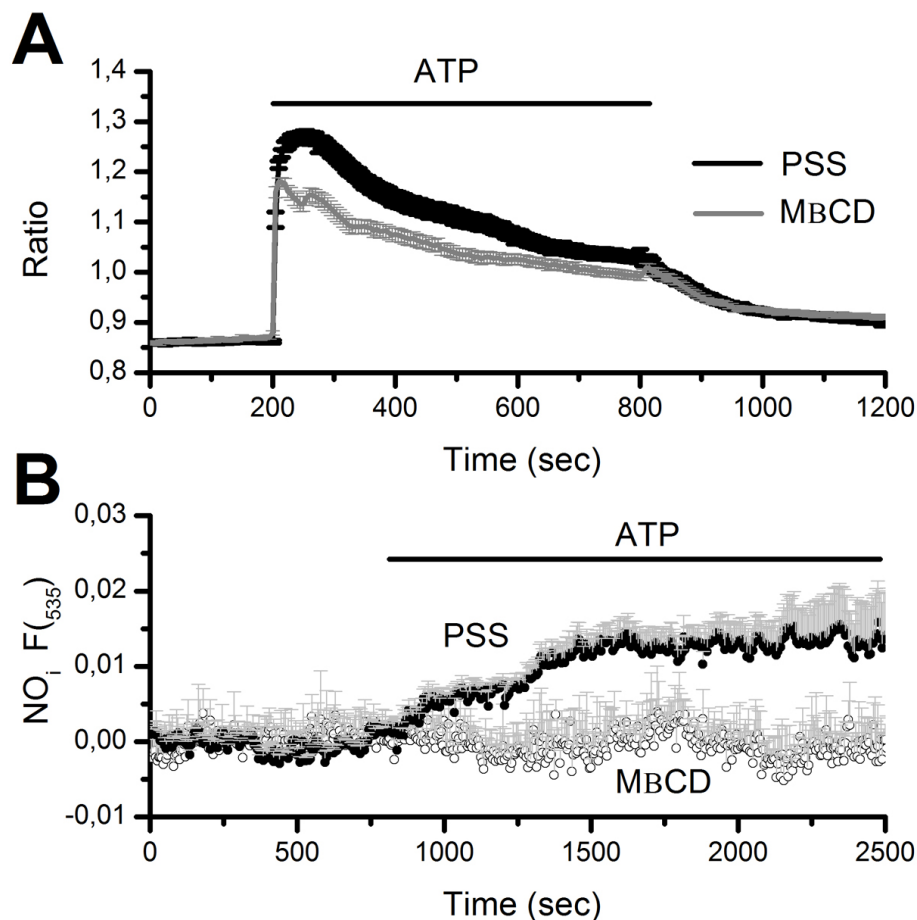 A
ATP
PSS
MBCD
Ratio
1,4
1,3
1,2
1,1
1,0
0,9
0,8
0 200 400 600 800 1000 1200
Time (sec)
B
ATP
PSS
MBCD
NOi F(535)
0,03
0,02
0,01
0,00
-0,01
0 500 1000 1500 2000 2500
Time (sec)